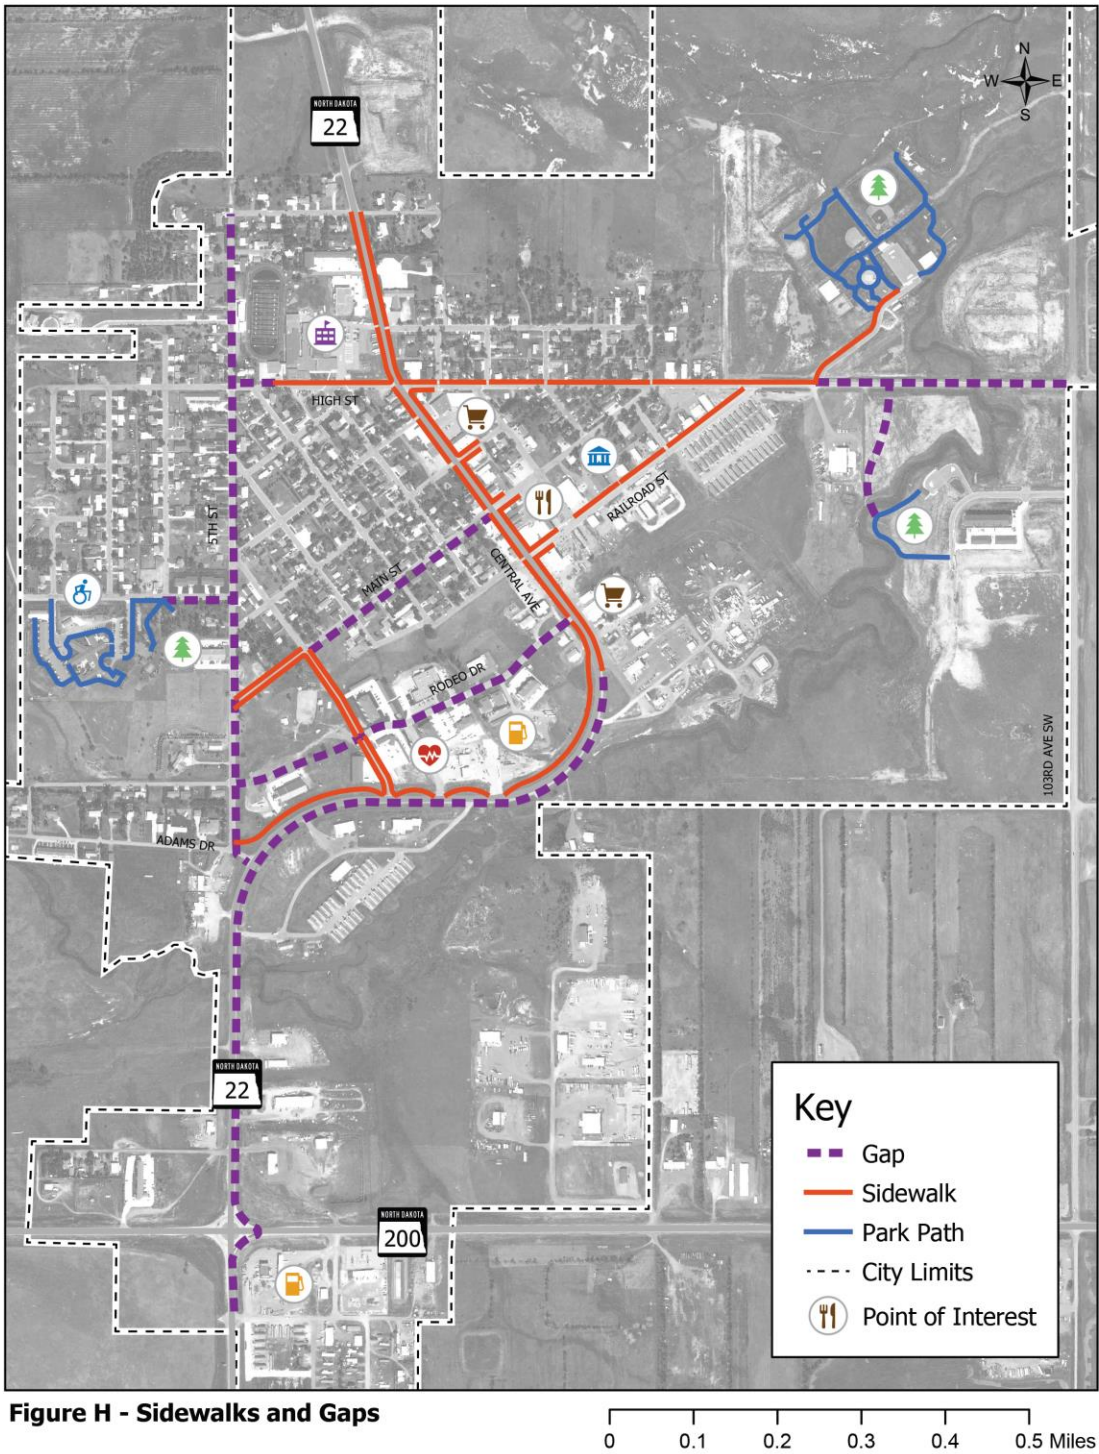 N
W E
S
NORTH DAKOTA
22
HIGH ST
5TH ST
MAIN ST
CENTRAL AVE
RAILROAD ST
RODEO DR
ADAMS DR
103RD AVE SW
NORTH DAKOTA
22
NORTH DAKOTA
200
Key
Gap
Sidewalk
Park Path
City Limits
Point of Interest
Figure H - Sidewalks and Gaps
0 0.1 0.2 0.3 0.4 0.5 Miles